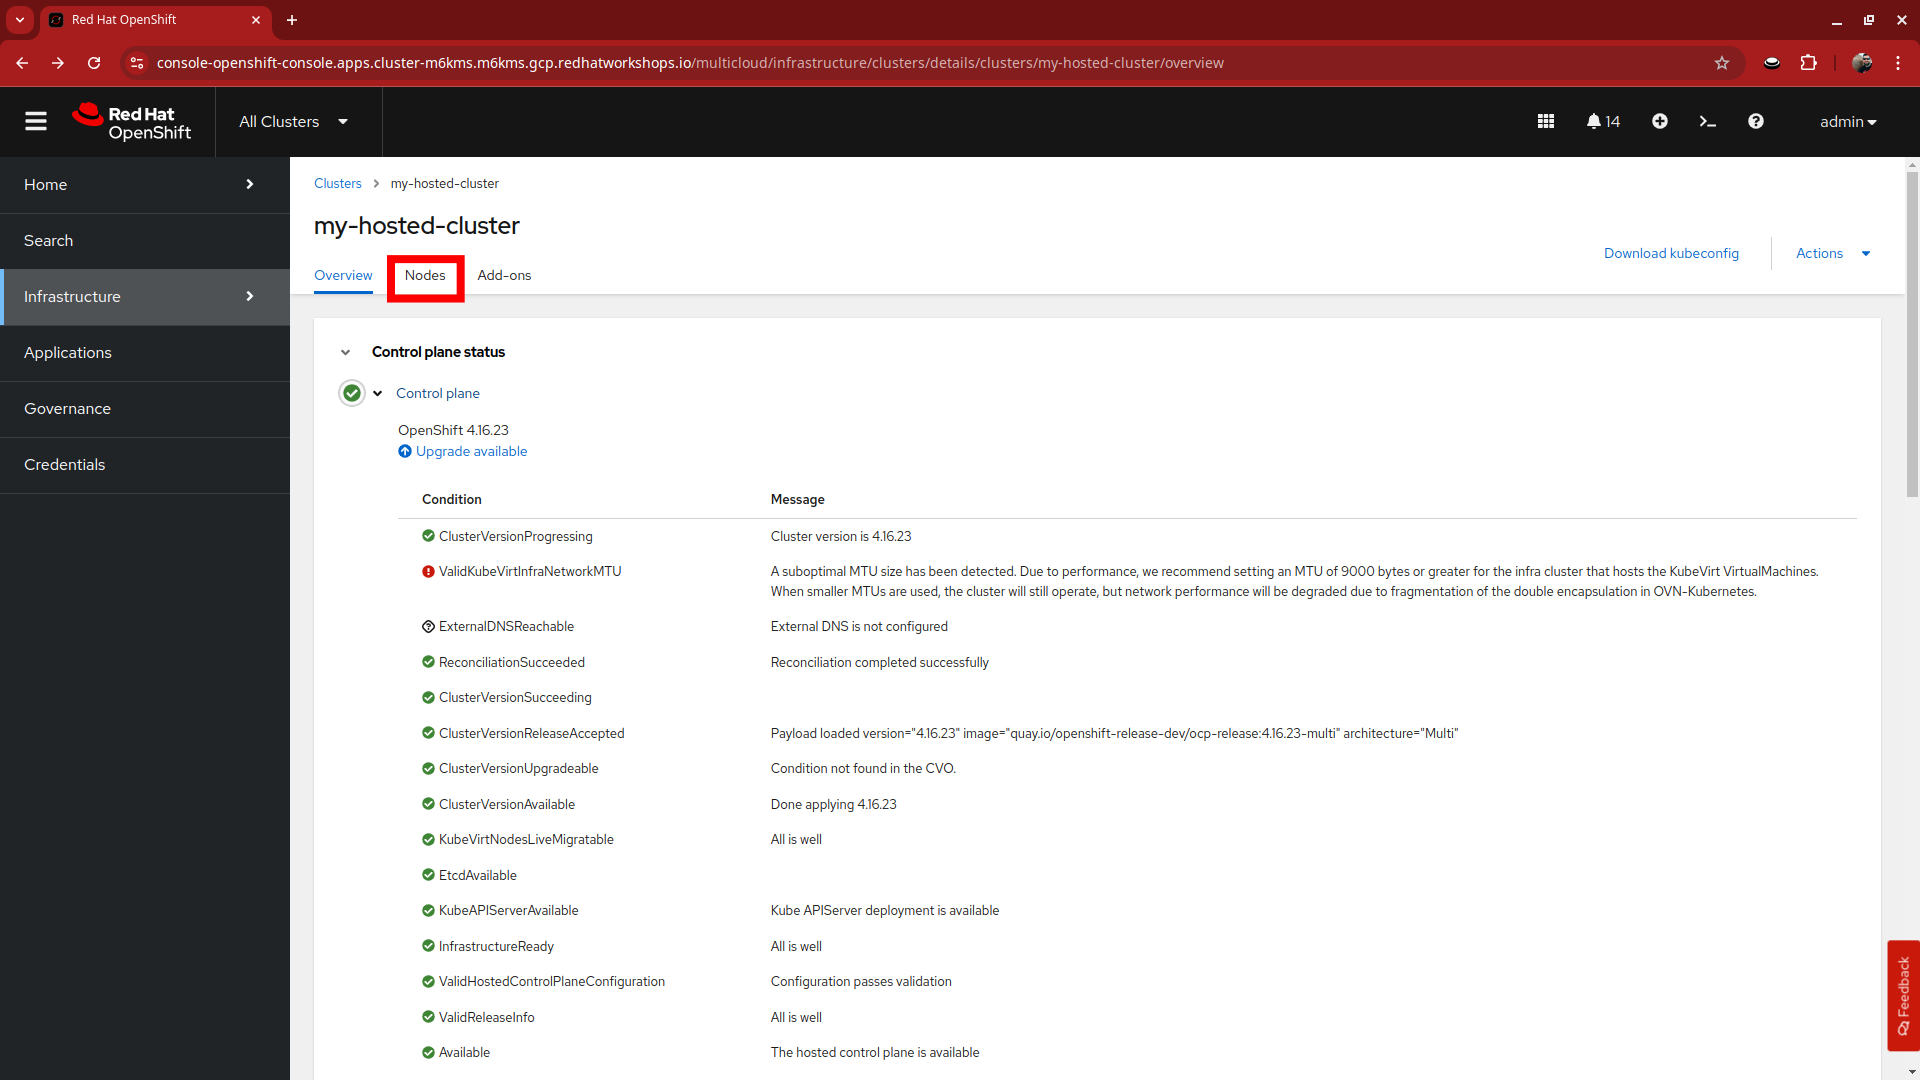 Red Hat OpenShift
console-openshift-console.apps.cluster-m6kms.m6kms.gcp.redhatworkshops.io/multicloud/infrastructure/clusters/details/clusters/my-hosted-cluster/overview
Red Hat
OpenShift
All Clusters
14
admin
Home
Search
Infrastructure
Applications
Governance
Credentials
Clusters
my-hosted-cluster
my-hosted-cluster
Download kubeconfig
Actions
Overview
Nodes
Add-ons
Control plane status
Control plane
OpenShift 4.16.23
Upgrade available
Condition Message
ClusterVersionProgressing Cluster version is 4.16.23
ValidKubeVirtInfraNetworkMTU A suboptimal MTU size has been detected. Due to performance, we recommend setting an MTU of 9000 bytes or greater for the infra cluster that hosts the KubeVirt VirtualMachines.
When smaller MTUs are used, the cluster will still operate, but network performance will be degraded due to fragmentation of the double encapsulation in OVN-Kubernetes.
ExternalDNSReachable External DNS is not configured
ReconciliationSucceeded Reconciliation completed successfully
ClusterVersionSucceeding
ClusterVersionReleaseAccepted Payload loaded version="4.16.23" image="quay.io/openshift-release-dev/ocp-release:4.16.23-multi" architecture="Multi"
ClusterVersionUpgradeable Condition not found in the CVO.
ClusterVersionAvailable Done applying 4.16.23
KubeVirtNodesLiveMigratable All is well
EtcdAvailable
KubeAPIServerAvailable Kube APIServer deployment is available
InfrastructureReady All is well
ValidHostedControlPlaneConfiguration Configuration passes validation
ValidReleaseInfo All is well
Available The hosted control plane is available
Feedback